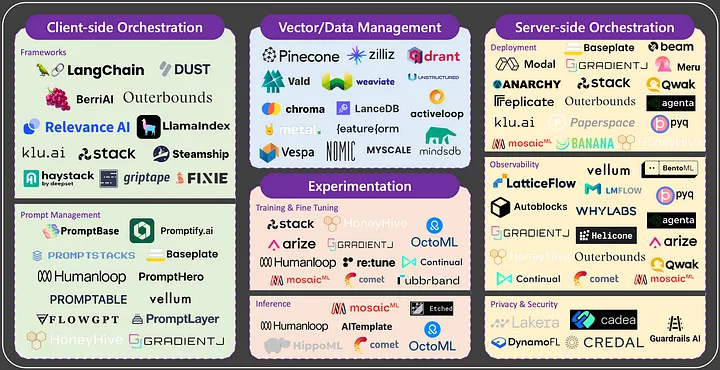 Client-side Orchestration
Frameworks
LangChain
DUST
BerriAI
Outerbounds
Relevance AI
LlamaIndex
klu.ai
stack
Steamship
haystack
by deepset
griptape
FIXIE
Prompt Management
PromptBase
Promptify.ai
PROMPTSTACKS
Baseplate
Humanloop
PromptHero
PROMPTABLE
vellum
FLOWGPT
PromptLayer
HoneyHive
GRADIENTJ
Vector/Data Management
Pinecone
zilliz
qdrant
Vald
weaviate
UNSTRUCTURED
chroma
LanceDB
activeloop
metal
{eature{orm
Vespa
NOMIC
MYSCALE
mindsdb
Experimentation
Training & Fine Tuning
stack
HoneyHive
OctoML
arize
GRADIENTJ
Humanloop
re:tune
Continual
mosaicML
comet
rubbrband
Inference
mosaicML
Etched
Humanloop
AITemplate
HippoML
comet
OctoML
Server-side Orchestration
Deployment
Baseplate
beam
Modal
GRADIENTJ
Meru
ANARCHY
stack
Qwak
replicate
Outerbounds
agenta
klu.ai
Paperspace
pyq
mosaicML
BANANA
HoneyHive
Observability
vellum
BentoML
LatticeFlow
LMFLOW
pyq
Autoblocks
WHYLABS
agenta
GRADIENTJ
Helicone
arize
HoneyHive
Outerbounds
Qwak
Continual
comet
mosaicML
Privacy & Security
Lakera
cadea
Guardrails AI
DynamoFL
CREDAL